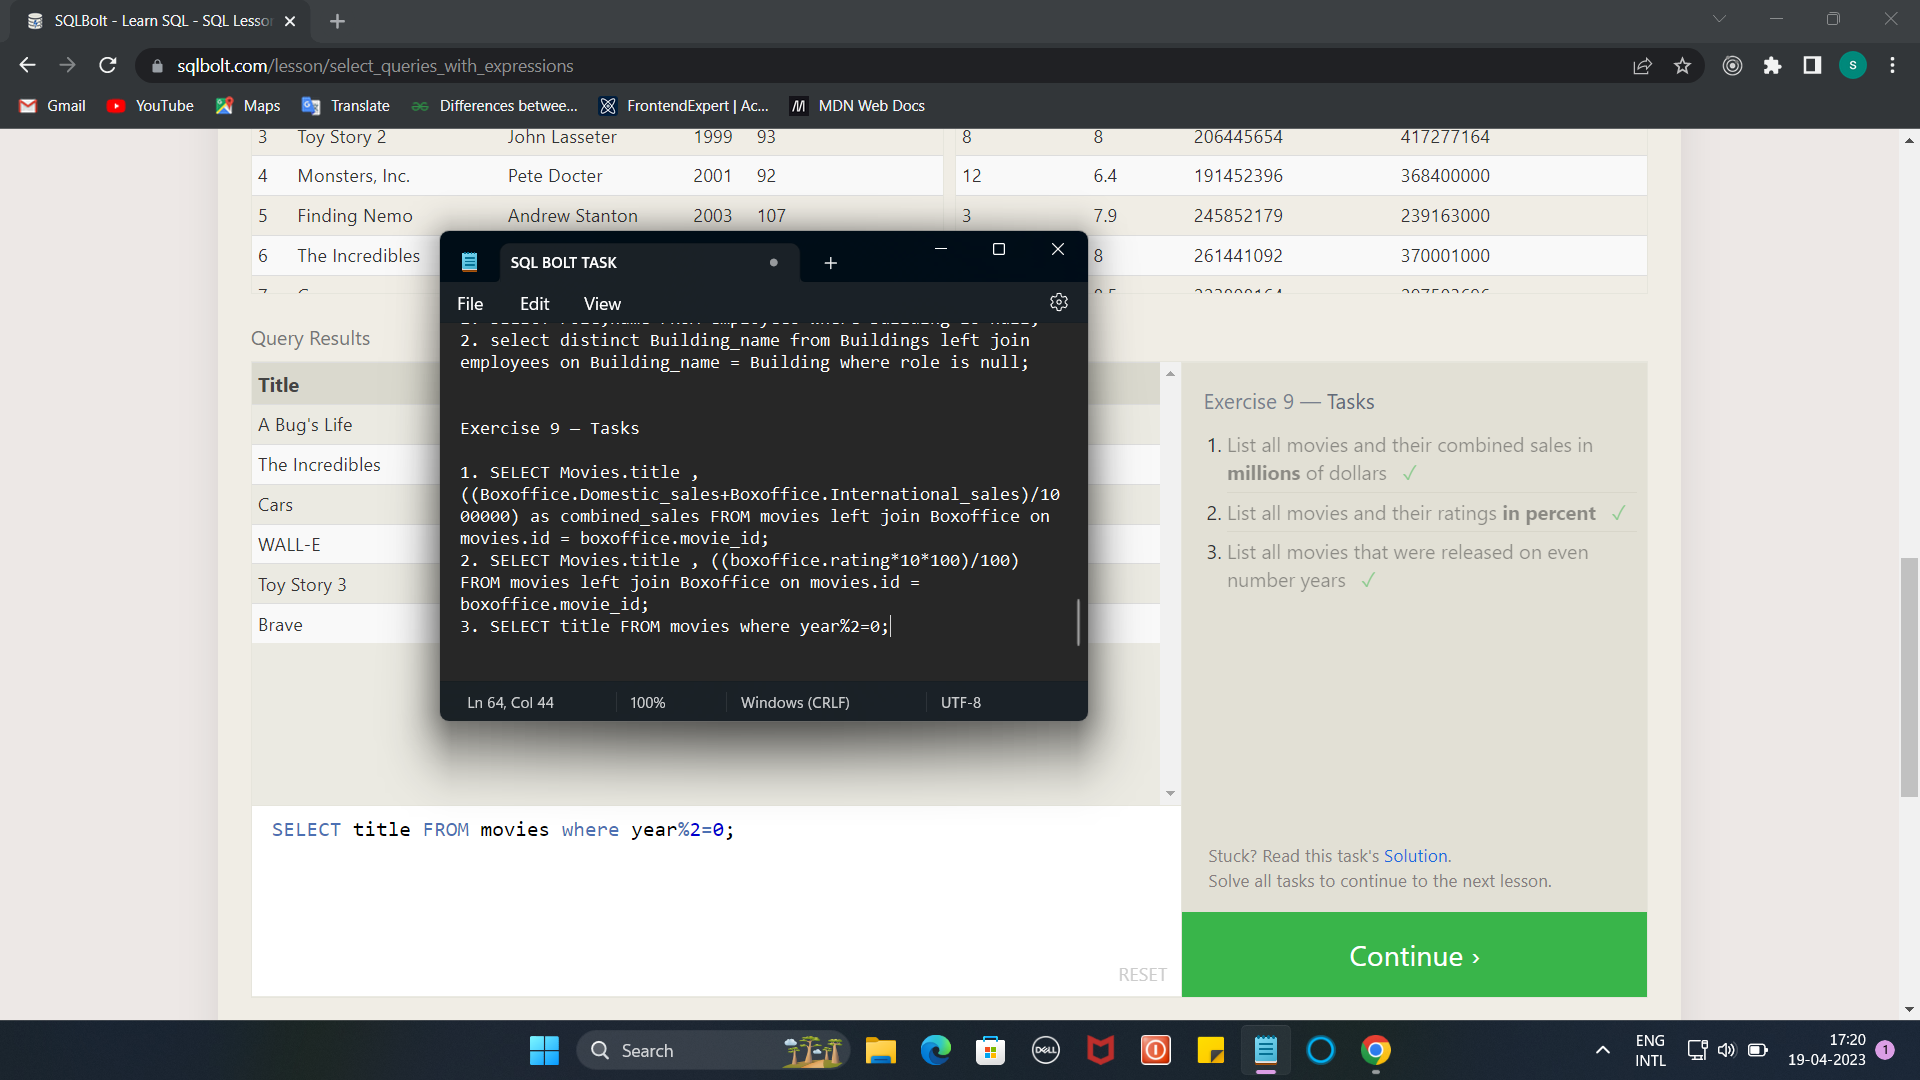 SQLBolt - Learn SQL - SQL Lesso
sqlbolt.com/lesson/select_queries_with_expressions
S
Gmail YouTube Maps Translate Differences betwee... FrontendExpert | Ac... MDN Web Docs
3 Toy Story 2 John Lasseter 1999 93 8 8 206445654 417277164
4 Monsters, Inc. Pete Docter 2001 92 12 6.4 191452396 368400000
5 Finding Nemo Andrew Stanton 2003 107 3 7.9 245852179 239163000
6 The Incredibles 8 261441092 370001000
SQL BOLT TASK
File Edit View
2. select distinct Building_name from Buildings left join
employees on Building_name = Building where role is null;
Exercise 9 — Tasks
1. SELECT Movies.title ,
((Boxoffice.Domestic_sales+Boxoffice.International_sales)/10
00000) as combined_sales FROM movies left join Boxoffice on
movies.id = boxoffice.movie_id;
2. SELECT Movies.title , ((boxoffice.rating*10*100)/100)
FROM movies left join Boxoffice on movies.id =
boxoffice.movie_id;
3. SELECT title FROM movies where year%2=0;
Ln 64, Col 44 100% Windows (CRLF) UTF-8
Query Results
Title
A Bug's Life
The Incredibles
Cars
WALL-E
Toy Story 3
Brave
Exercise 9 — Tasks
1. List all movies and their combined sales in
millions of dollars ✓
2. List all movies and their ratings in percent ✓
3. List all movies that were released on even
number years ✓
SELECT title FROM movies where year%2=0;
RESET
Stuck? Read this task's Solution.
Solve all tasks to continue to the next lesson.
Continue ›
Search
DELL
ENG
INTL
17:20
19-04-2023
1